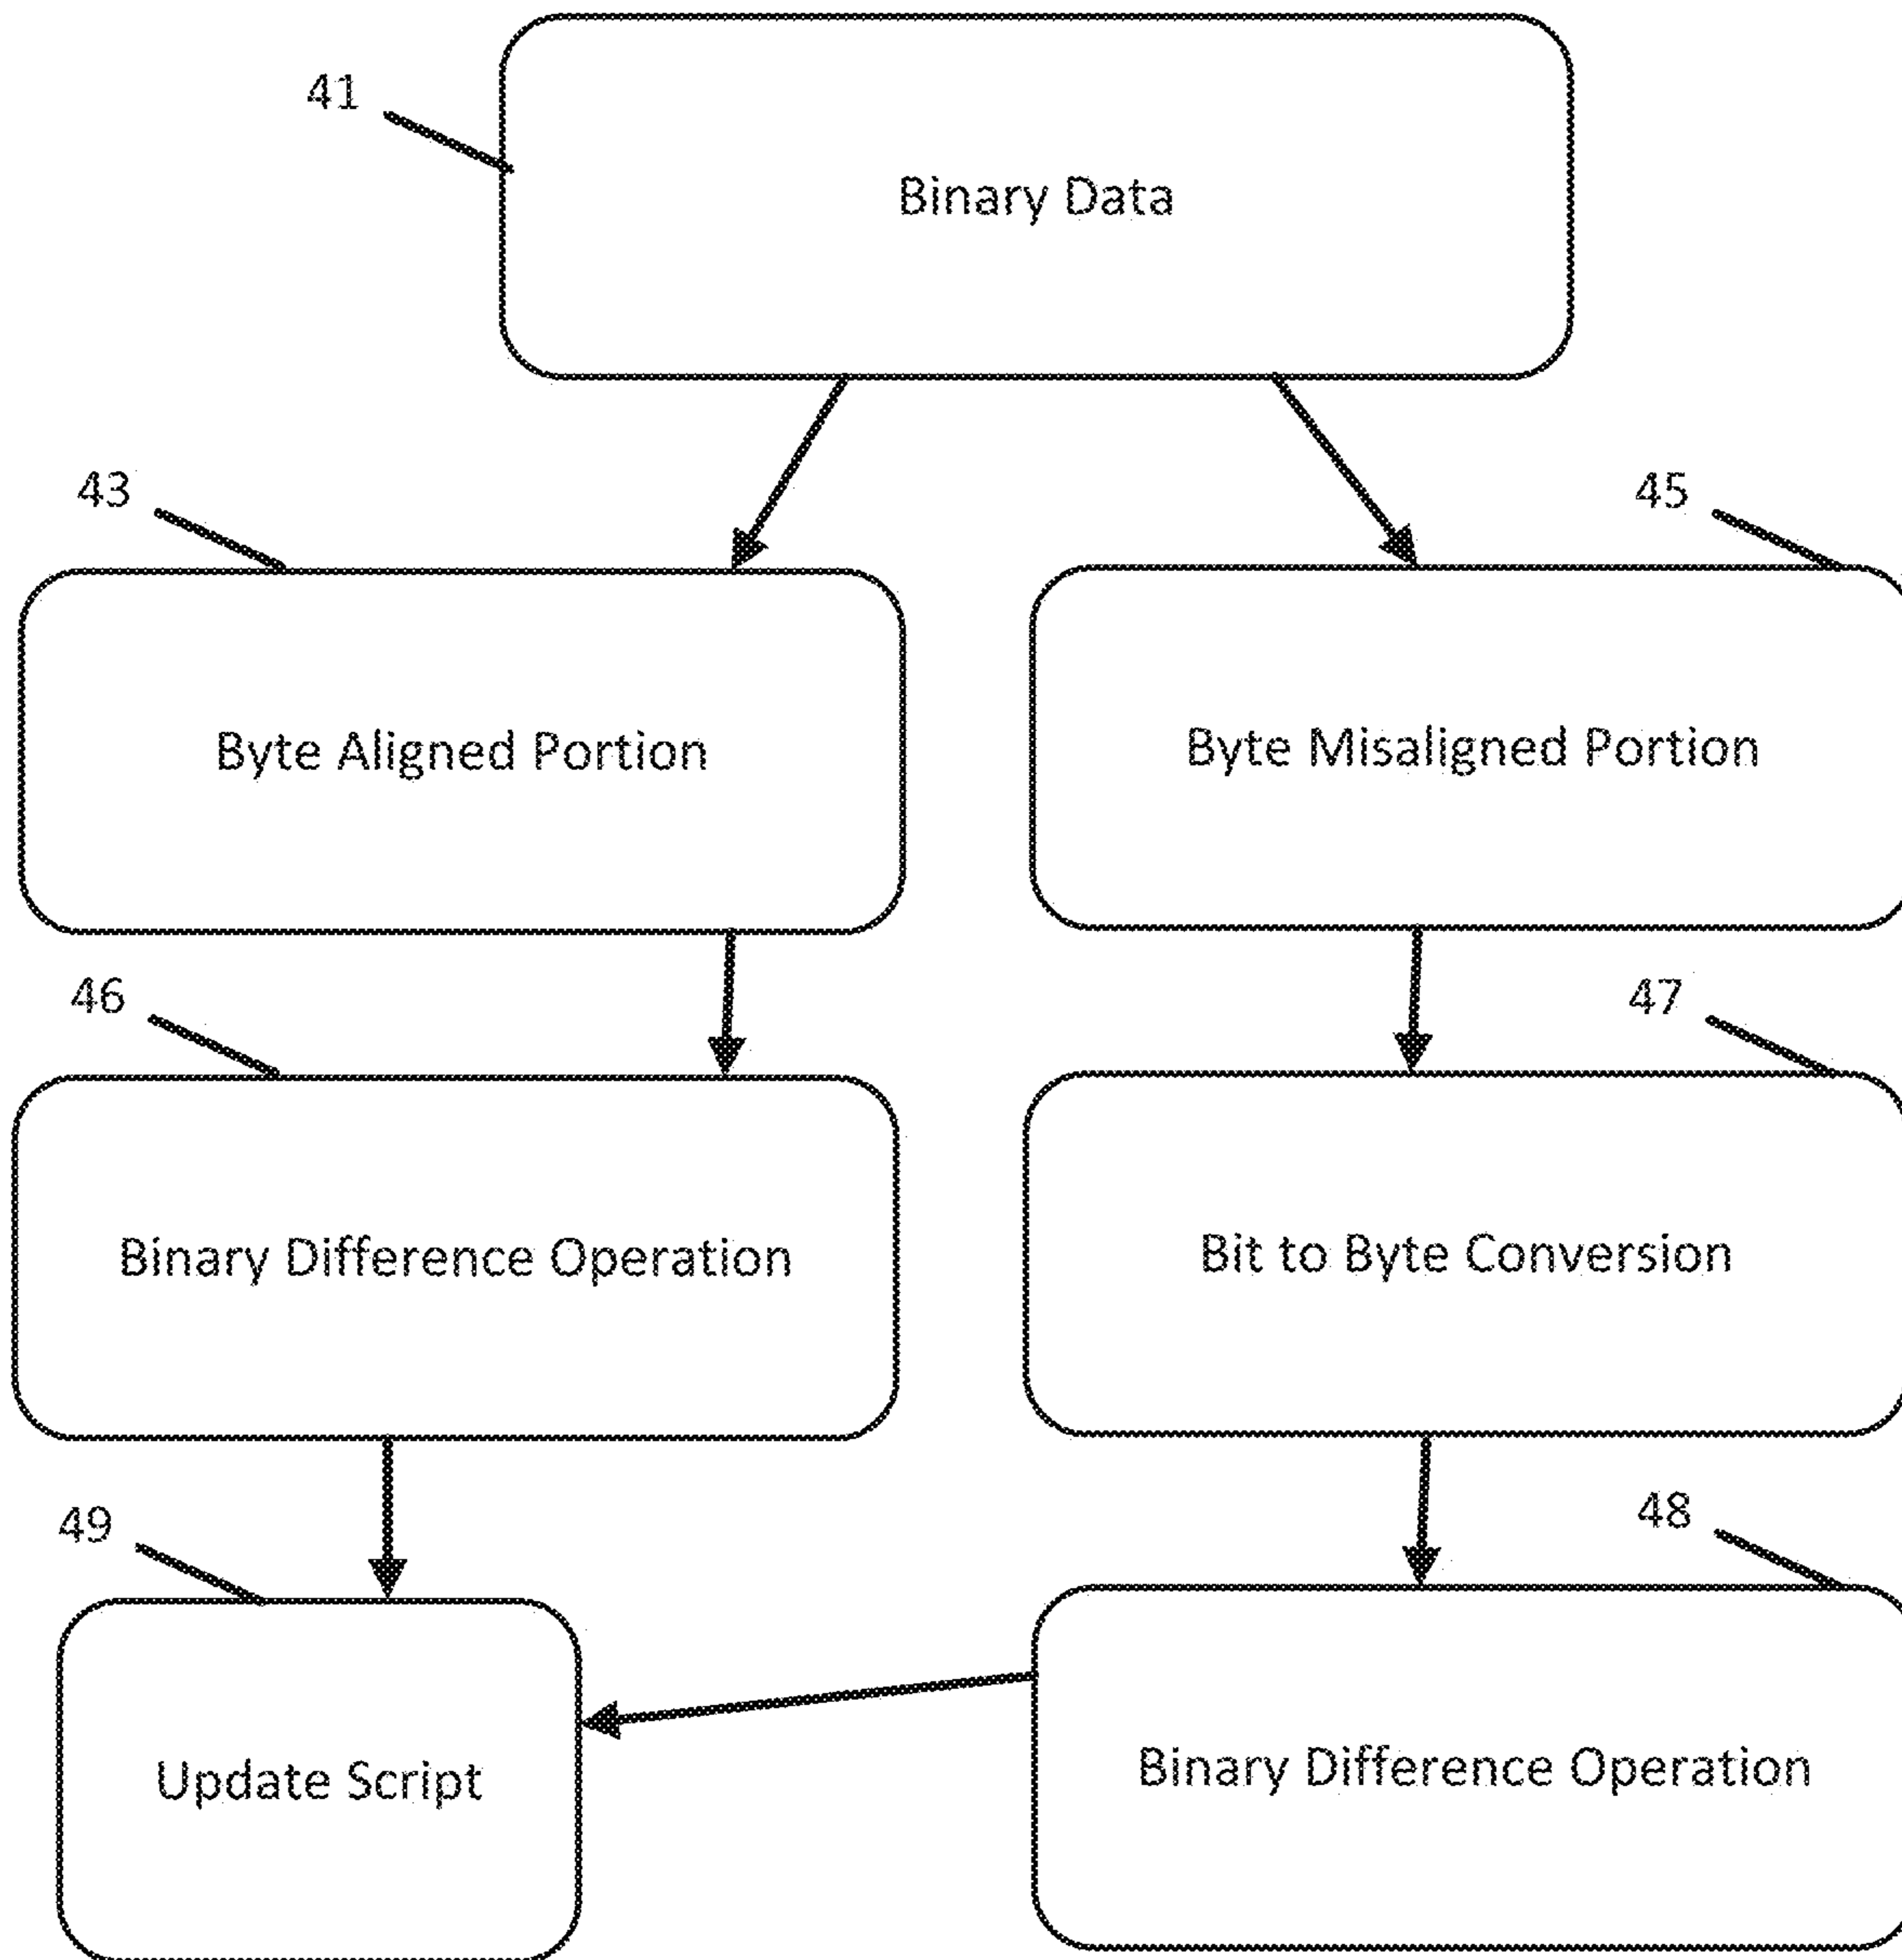 41
Binary Data
43
45
Byte Aligned Portion
Byte Misaligned Portion
46
47
Binary Difference Operation
Bit to Byte Conversion
49
48
Update Script
Binary Difference Operation